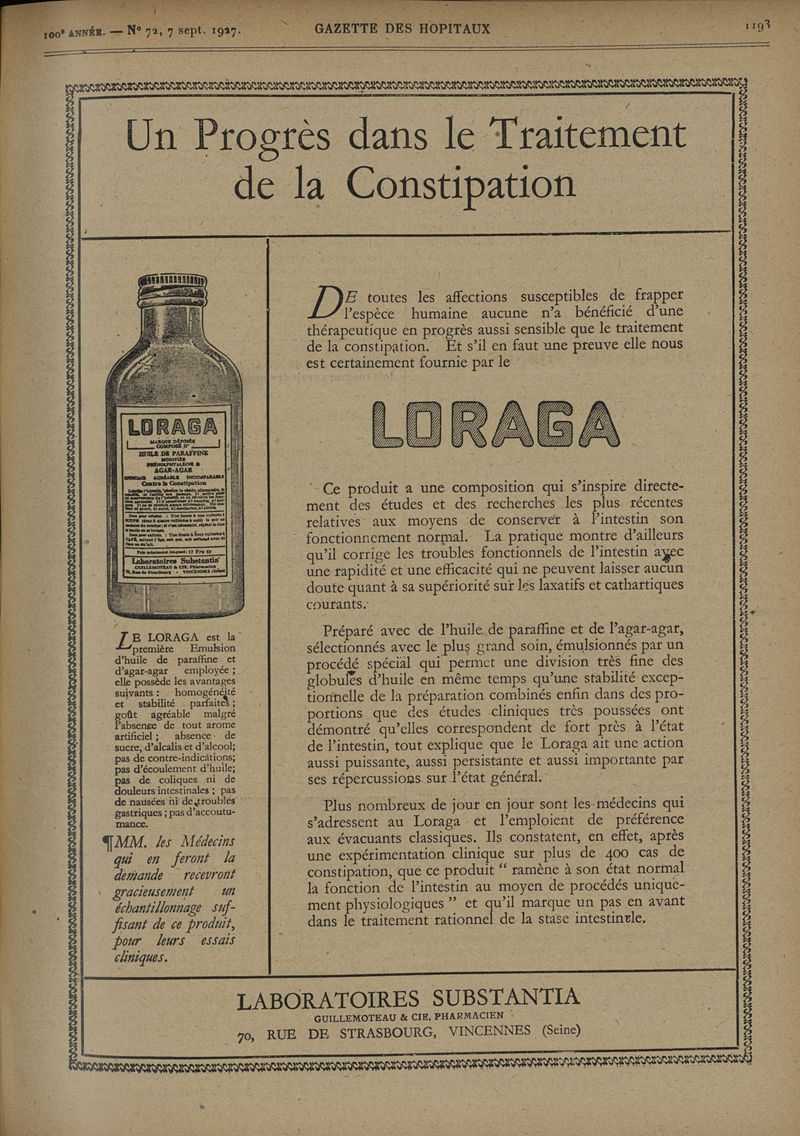 100ᵉ ANNÉE. — Nº 72, 7 sept. 1927. GAZETTE DES HOPITAUX 1193
Un Progrès dans le Traitement
de la Constipation
LORAGA
MARQUE DÉPOSÉE
COMPOSÉ D'
HUILE DE PARAFFINE
MODIFIÉE
PHÉNOLPHTALÉINE &
AGAR-AGAR
EFFICACE AGRÉABLE INCOMPARABLE
Contre la Constipation
Laboratoires Substantia
GUILLEMOTEAU & CIE, Pharmacien
LE LORAGA est la
première Emulsion
d'huile de paraffine et
d'agar-agar employée ;
elle possède les avantages
suivants : homogénéité
et stabilité parfaites ;
goût agréable malgré
l'absence de tout arome
artificiel ; absence de
sucre, d'alcalis et d'alcool;
pas de contre-indications;
pas d'écoulement d'huile;
pas de coliques ni de
douleurs intestinales ; pas
de nausées ni de troubles
gastriques ; pas d'accoutu-
mance.
¶MM. les Médecins
qui en feront la
demande recevront
gracieusement un
échantillonnage suf-
fisant de ce produit,
pour leurs essais
cliniques.
DE toutes les affections susceptibles de frapper
l'espèce humaine aucune n'a bénéficié d'une
thérapeutique en progrès aussi sensible que le traitement
de la constipation. Et s'il en faut une preuve elle nous
est certainement fournie par le
LORAGA
Ce produit a une composition qui s'inspire directe-
ment des études et des recherches les plus récentes
relatives aux moyens de conserver à l'intestin son
fonctionnement normal. La pratique montre d'ailleurs
qu'il corrige les troubles fonctionnels de l'intestin avec
une rapidité et une efficacité qui ne peuvent laisser aucun
doute quant à sa supériorité sur les laxatifs et cathartiques
courants.
Préparé avec de l'huile de paraffine et de l'agar-agar,
sélectionnés avec le plus grand soin, émulsionnés par un
procédé spécial qui permet une division très fine des
globules d'huile en même temps qu'une stabilité excep-
tionnelle de la préparation combinés enfin dans des pro-
portions que des études cliniques très poussées ont
démontré qu'elles correspondent de fort près à l'état
de l'intestin, tout explique que le Loraga ait une action
aussi puissante, aussi persistante et aussi importante par
ses répercussions sur l'état général.
Plus nombreux de jour en jour sont les médecins qui
s'adressent au Loraga et l'emploient de préférence
aux évacuants classiques. Ils constatent, en effet, après
une expérimentation clinique sur plus de 400 cas de
constipation, que ce produit “ ramène à son état normal
la fonction de l'intestin au moyen de procédés unique-
ment physiologiques ” et qu'il marque un pas en avant
dans le traitement rationnel de la stase intestinale.
LABORATOIRES SUBSTANTIA
GUILLEMOTEAU & CIE, PHARMACIEN
70, RUE DE STRASBOURG, VINCENNES (Seine)